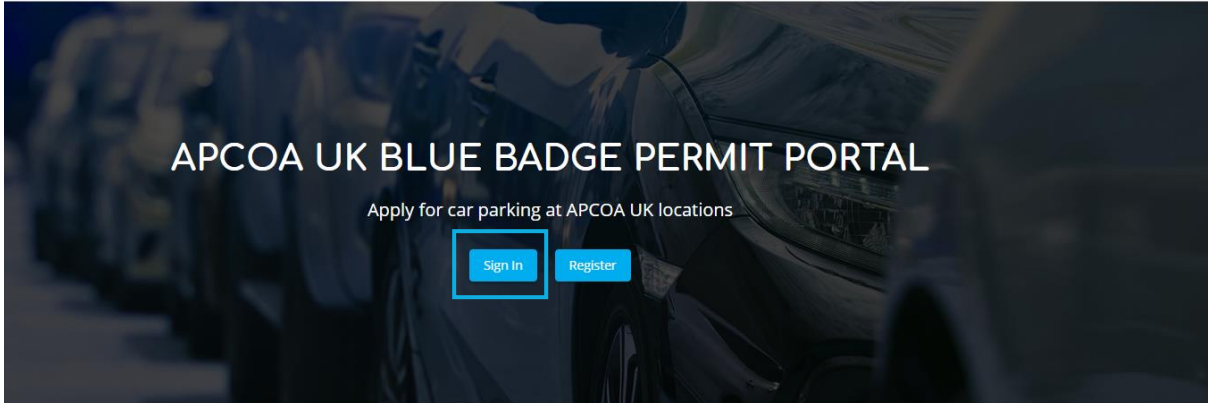 APCOA UK BLUE BADGE PERMIT PORTAL
Apply for car parking at APCOA UK locations
Sign In Register